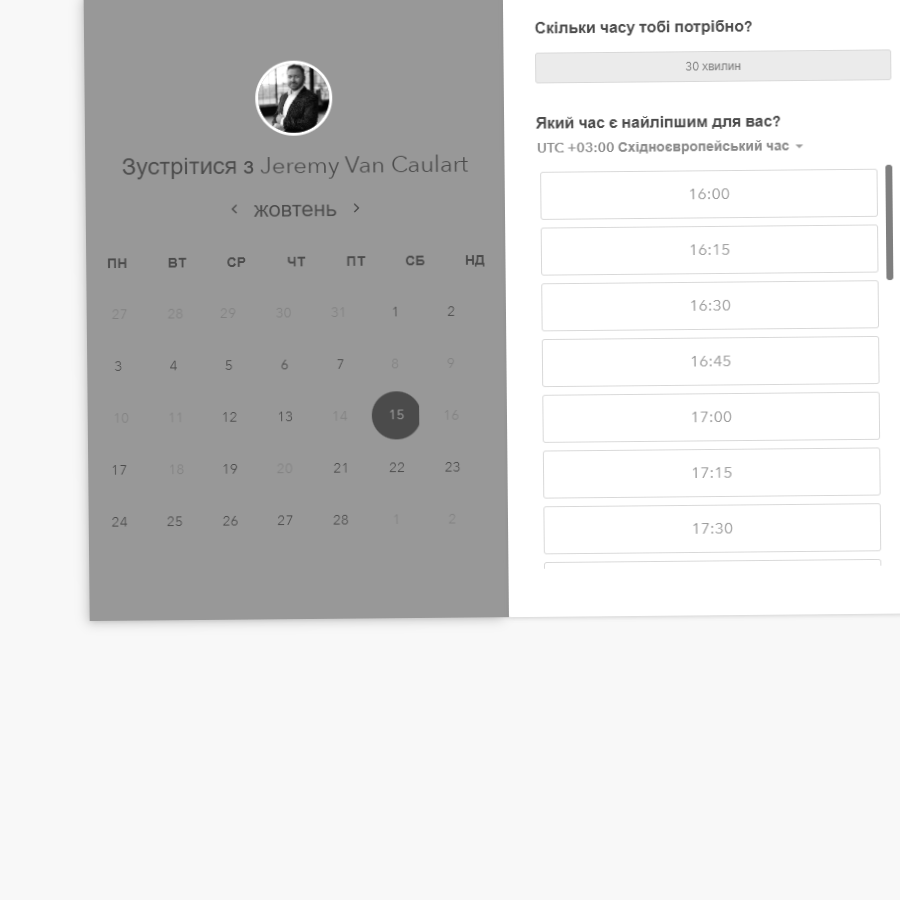 Зустрітися з Jeremy Van Caulart
жовтень
ПН ВТ СР ЧТ ПТ СБ НД
27 28 29 30 31 1 2
3 4 5 6 7 8 9
10 11 12 13 14 15 16
17 18 19 20 21 22 23
24 25 26 27 28 1 2
Скільки часу тобі потрібно?
30 хвилин
Який час є найліпшим для вас?
UTC +03:00 Східноєвропейський час
16:00
16:15
16:30
16:45
17:00
17:15
17:30